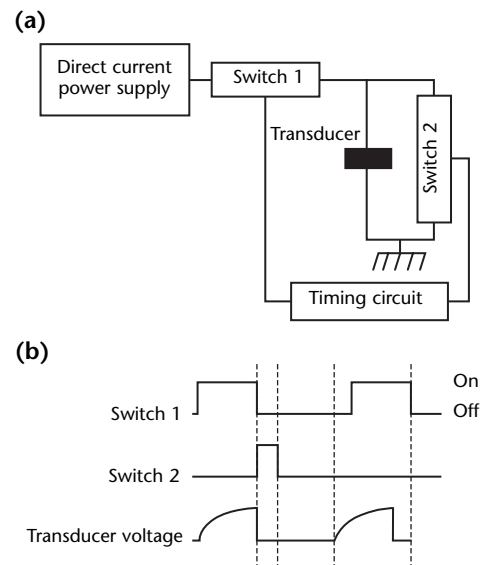 (a)
Direct current
power supply
Switch 1
Transducer
Switch 2
Timing circuit
(b)
Switch 1
On
Off
Switch 2
Transducer voltage